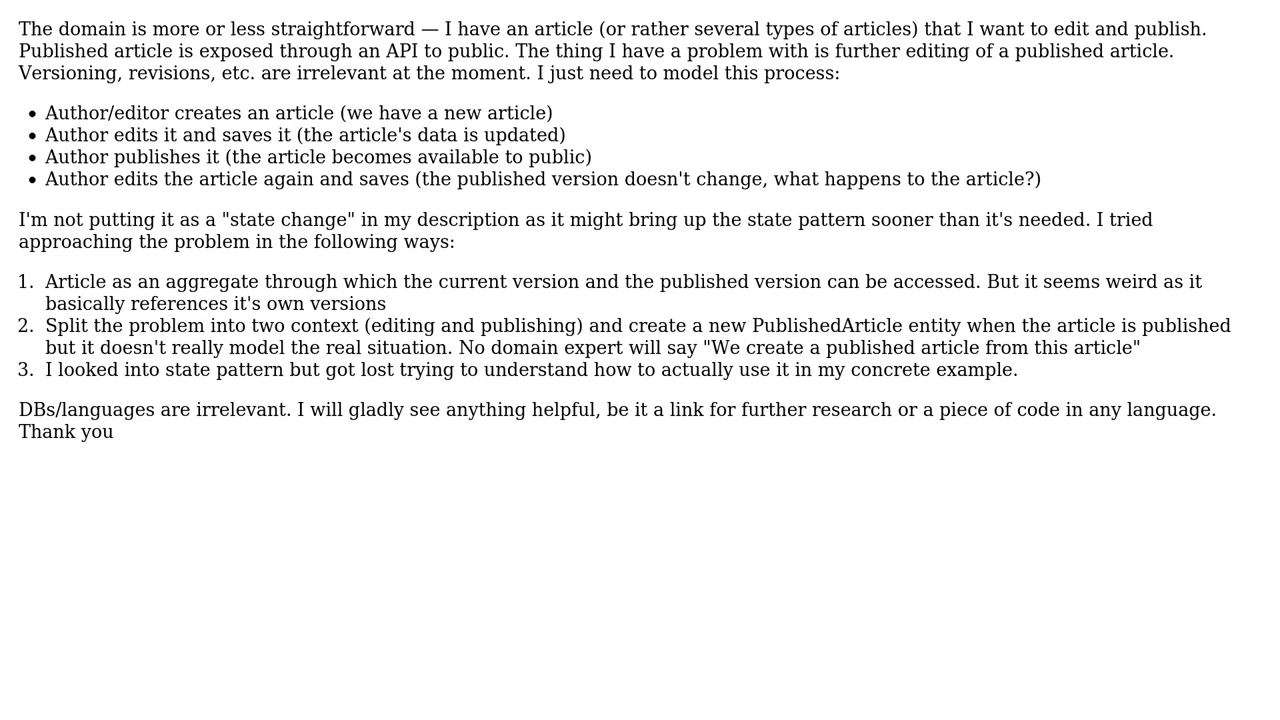 The domain is more or less straightforward — I have an article (or rather several types of articles) that I want to edit and publish.
Published article is exposed through an API to public. The thing I have a problem with is further editing of a published article.
Versioning, revisions, etc. are irrelevant at the moment. I just need to model this process:
• Author/editor creates an article (we have a new article)
• Author edits it and saves it (the article's data is updated)
• Author publishes it (the article becomes available to public)
• Author edits the article again and saves (the published version doesn't change, what happens to the article?)
I'm not putting it as a "state change" in my description as it might bring up the state pattern sooner than it's needed. I tried
approaching the problem in the following ways:
1. Article as an aggregate through which the current version and the published version can be accessed. But it seems weird as it
basically references it's own versions
2. Split the problem into two context (editing and publishing) and create a new PublishedArticle entity when the article is published
but it doesn't really model the real situation. No domain expert will say "We create a published article from this article"
3. I looked into state pattern but got lost trying to understand how to actually use it in my concrete example.
DBs/languages are irrelevant. I will gladly see anything helpful, be it a link for further research or a piece of code in any language.
Thank you